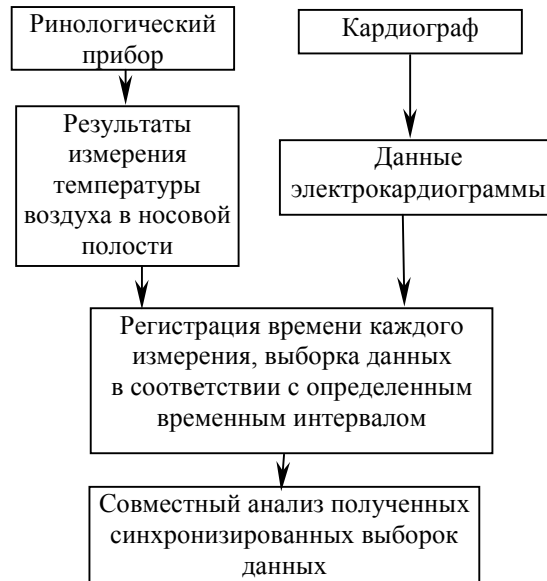 Ринологический
прибор
Кардиограф
Результаты
измерения
температуры
воздуха в носовой
полости
Данные
электрокардиограммы
Регистрация времени каждого
измерения, выборка данных
в соответствии с определенным
временным интервалом
Совместный анализ полученных
синхронизированных выборок
данных